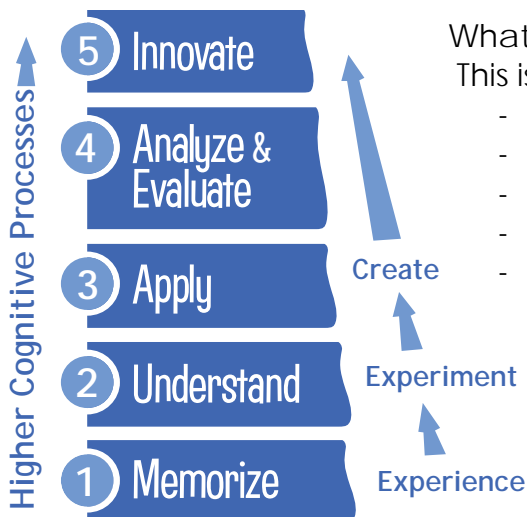 Higher Cognitive Processes
5 Innovate
4 Analyze &
Evaluate
3 Apply
2 Understand
1 Memorize
Create
Experiment
Experience
What
This is
-
-
-
-
-